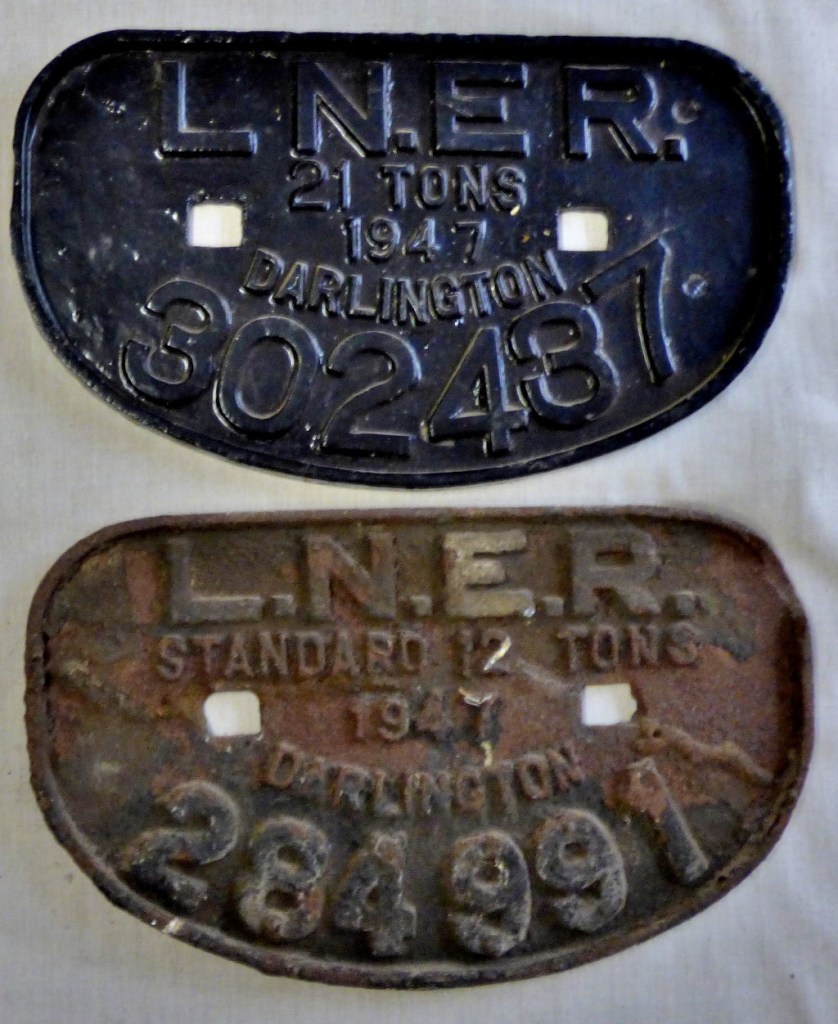 L N.E R.
21 TONS
1947
DARLINGTON
302437
L.N.E.R.
STANDARD 12 TONS
1947
DARLINGTON
284991